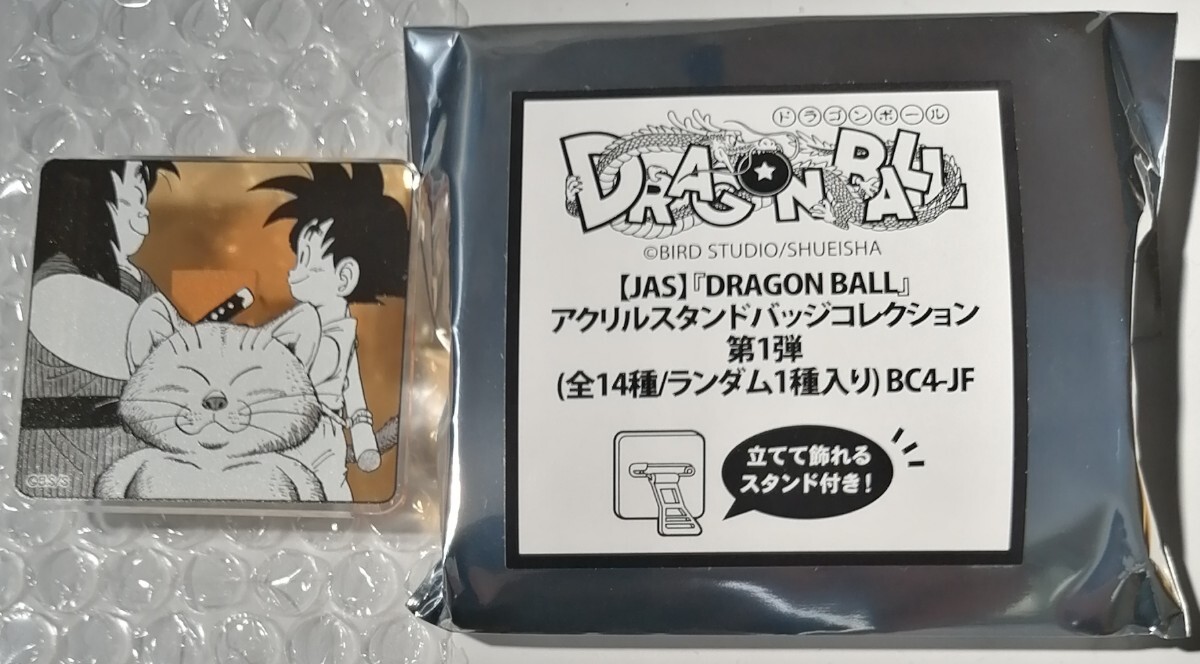 ドラゴンボール
DRAGON BALL
©BIRD STUDIO/SHUEISHA
【JAS】『DRAGON BALL』
アクリルスタンドバッジコレクション
第1弾
(全14種/ランダム1種入り) BC4-JF
立てて飾れる
スタンド付き!
©B.S/S